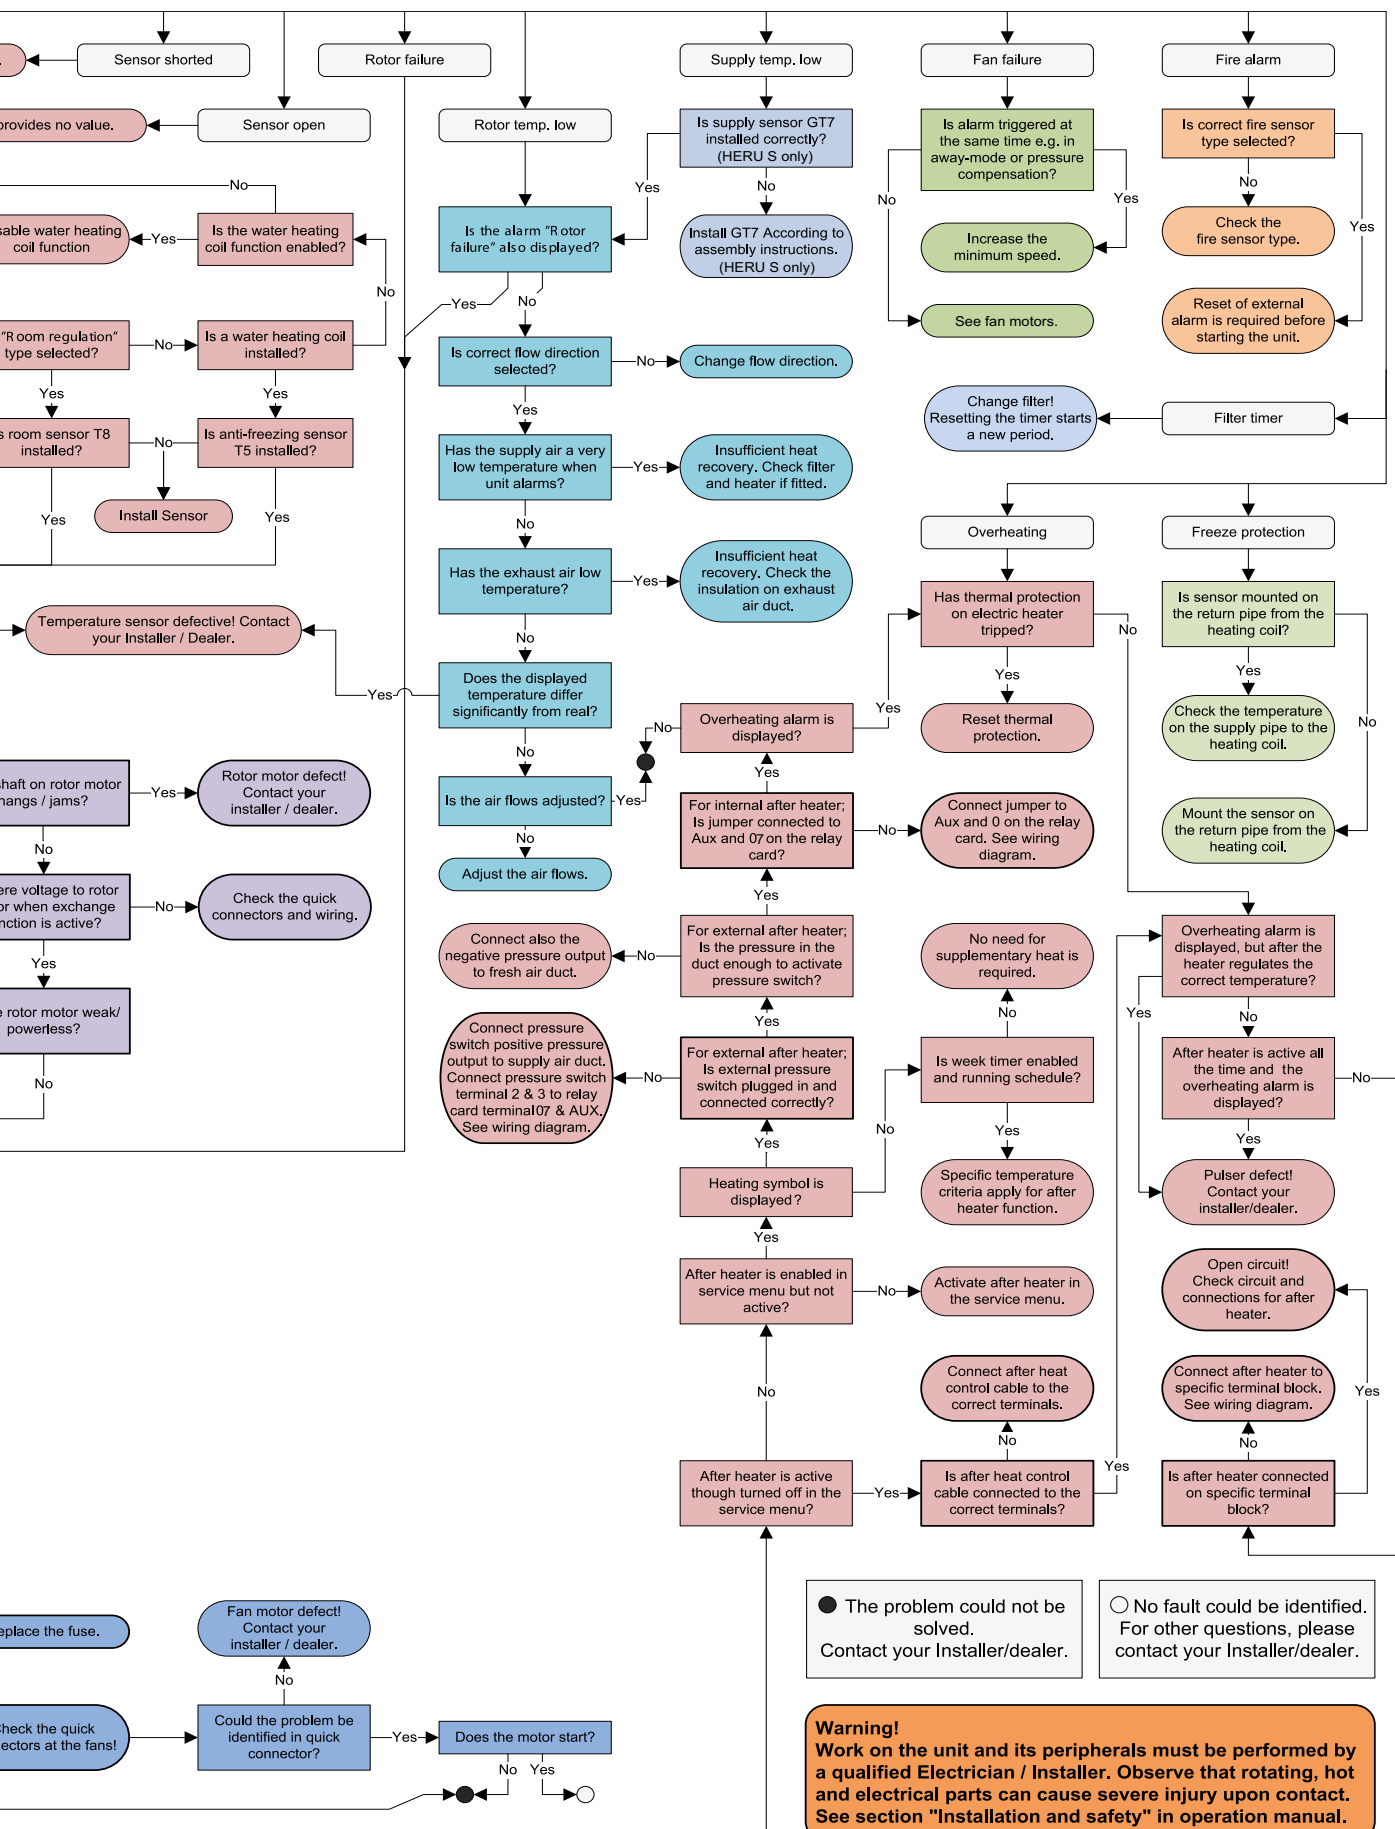 Sensor shorted
Rotor failure
Supply temp. low
Fan failure
Fire alarm
provides no value.
Sensor open
Rotor temp. low
Is supply sensor GT7
installed correctly?
(HERU S only)
Is alarm triggered at
the same time e.g. in
away-mode or pressure
compensation?
Is correct fire sensor
type selected?
No
Yes
No
No
Yes
No
Yes
sable water heating
coil function
Yes
Is the water heating
coil function enabled?
Is the alarm "Rotor
failure" also displayed?
Install GT7 According to
assembly instructions.
(HERU S only)
Increase the
minimum speed.
Check the
fire sensor type.
No
Yes
No
See fan motors.
Reset of external
alarm is required before
starting the unit.
"Room regulation"
type selected?
No
Is a water heating coil
installed?
Is correct flow direction
selected?
No
Change flow direction.
Yes
Yes
Yes
Change filter!
Resetting the timer starts
a new period.
Filter timer
s room sensor T8
installed?
No
Is anti-freezing sensor
T5 installed?
Has the supply air a very
low temperature when
unit alarms?
Yes
Insufficient heat
recovery. Check filter
and heater if fitted.
Yes
Install Sensor
Yes
No
Overheating
Freeze protection
Has the exhaust air low
temperature?
Yes
Insufficient heat
recovery. Check the
insulation on exhaust
air duct.
Has thermal protection
on electric heater
tripped?
No
Is sensor mounted on
the return pipe from the
heating coil?
Temperature sensor defective! Contact
your Installer / Dealer.
No
Yes
Yes
Yes
Does the displayed
temperature differ
significantly from real?
Yes
No
Overheating alarm is
displayed?
Reset thermal
protection.
Check the temperature
on the supply pipe to the
heating coil.
No
No
Yes
shaft on rotor motor
hangs / jams?
Yes
Rotor motor defect!
Contact your
installer / dealer.
Is the air flows adjusted?
Yes
For internal after heater;
Is jumper connected to
Aux and 07 on the relay
card?
No
Connect jumper to
Aux and 0 on the relay
card. See wiring
diagram.
Mount the sensor on
the return pipe from the
heating coil.
No
No
Adjust the air flows.
Yes
ere voltage to rotor
or when exchange
nction is active?
No
Check the quick
connectors and wiring.
Connect also the
negative pressure output
to fresh air duct.
No
For external after heater;
Is the pressure in the
duct enough to activate
pressure switch?
No need for
supplementary heat is
required.
Overheating alarm is
displayed, but after the
heater regulates the
correct temperature?
Yes
Yes
No
Yes
No
e rotor motor weak/
powerless?
Connect pressure
switch positive pressure
output to supply air duct.
Connect pressure switch
terminal 2 & 3 to relay
card terminal 07 & AUX.
See wiring diagram.
No
For external after heater;
Is external pressure
switch plugged in and
connected correctly?
Is week timer enabled
and running schedule?
After heater is active all
the time and the
overheating alarm is
displayed?
No
No
Yes
No
Yes
Yes
Heating symbol is
displayed?
Specific temperature
criteria apply for after
heater function.
Pulser defect!
Contact your
installer/dealer.
Yes
After heater is enabled in
service menu but not
active?
No
Activate after heater in
the service menu.
Open circuit!
Check circuit and
connections for after
heater.
No
Connect after heat
control cable to the
correct terminals.
Connect after heater to
specific terminal block.
See wiring diagram.
Yes
No
No
Yes
After heater is active
though turned off in the
service menu?
Yes
Is after heat control
cable connected to the
correct terminals?
Is after heater connected
on specific terminal
block?
eplace the fuse.
Fan motor defect!
Contact your
installer / dealer.
The problem could not be
solved.
Contact your Installer/dealer.
No fault could be identified.
For other questions, please
contact your Installer/dealer.
No
heck the quick
ectors at the fans!
Could the problem be
identified in quick
connector?
Yes
Does the motor start?
No
Yes
Warning!
Work on the unit and its peripherals must be performed by
a qualified Electrician / Installer. Observe that rotating, hot
and electrical parts can cause severe injury upon contact.
See section "Installation and safety" in operation manual.